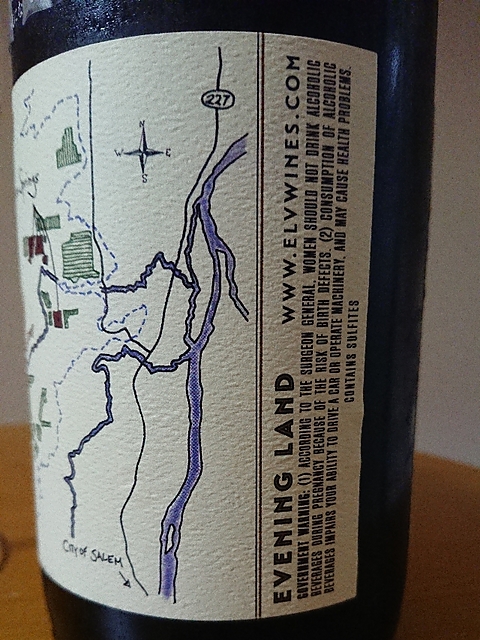 227
N
W E
S
City of SALEM
EVENING LAND WWW.ELVWINES.COM
GOVERNMENT WARNING: (1) ACCORDING TO THE SURGEON GENERAL, WOMEN SHOULD NOT DRINK ALCOHOLIC
BEVERAGES DURING PREGNANCY BECAUSE OF THE RISK OF BIRTH DEFECTS. (2) CONSUMPTION OF ALCOHOLIC
BEVERAGES IMPAIRS YOUR ABILITY TO DRIVE A CAR OR OPERATE MACHINERY, AND MAY CAUSE HEALTH PROBLEMS.
CONTAINS SULFITES